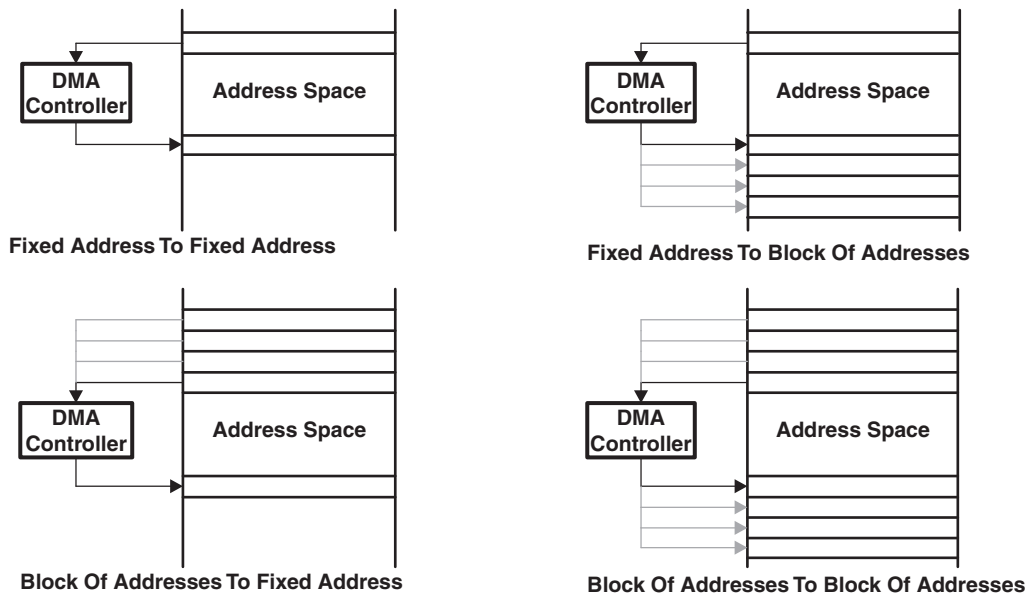 DMA
Controller
Address Space
Fixed Address To Fixed Address
DMA
Controller
Address Space
Fixed Address To Block Of Addresses
DMA
Controller
Address Space
Block Of Addresses To Fixed Address
DMA
Controller
Address Space
Block Of Addresses To Block Of Addresses